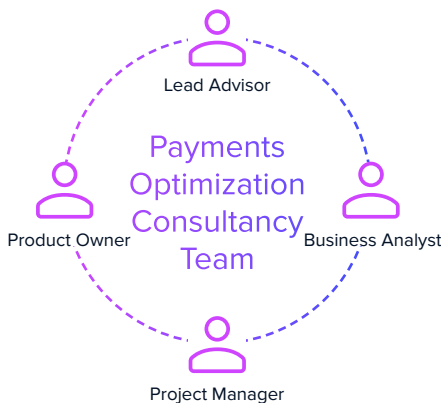 Lead Advisor
Payments
Optimization
Consultancy
Team
Product Owner
Business Analyst
Project Manager